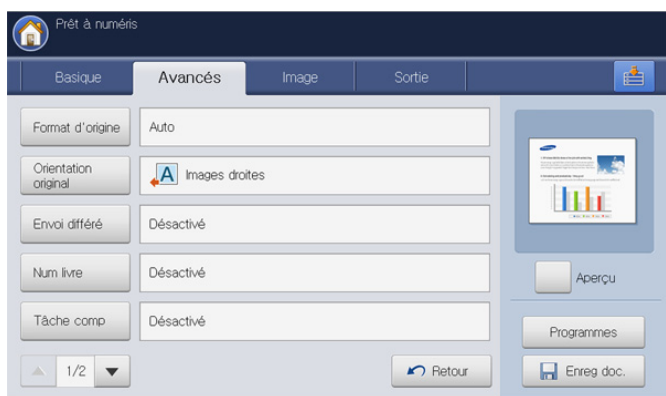 Prêt à numéris
Basique
Avancés
Image
Sortie
Format d'origine
Auto
Orientation
original
A
Images droites
Envoi différé
Désactivé
Num livre
Désactivé
Tâche comp
Désactivé
Aperçu
Programmes
1/2
Retour
Enreg doc.